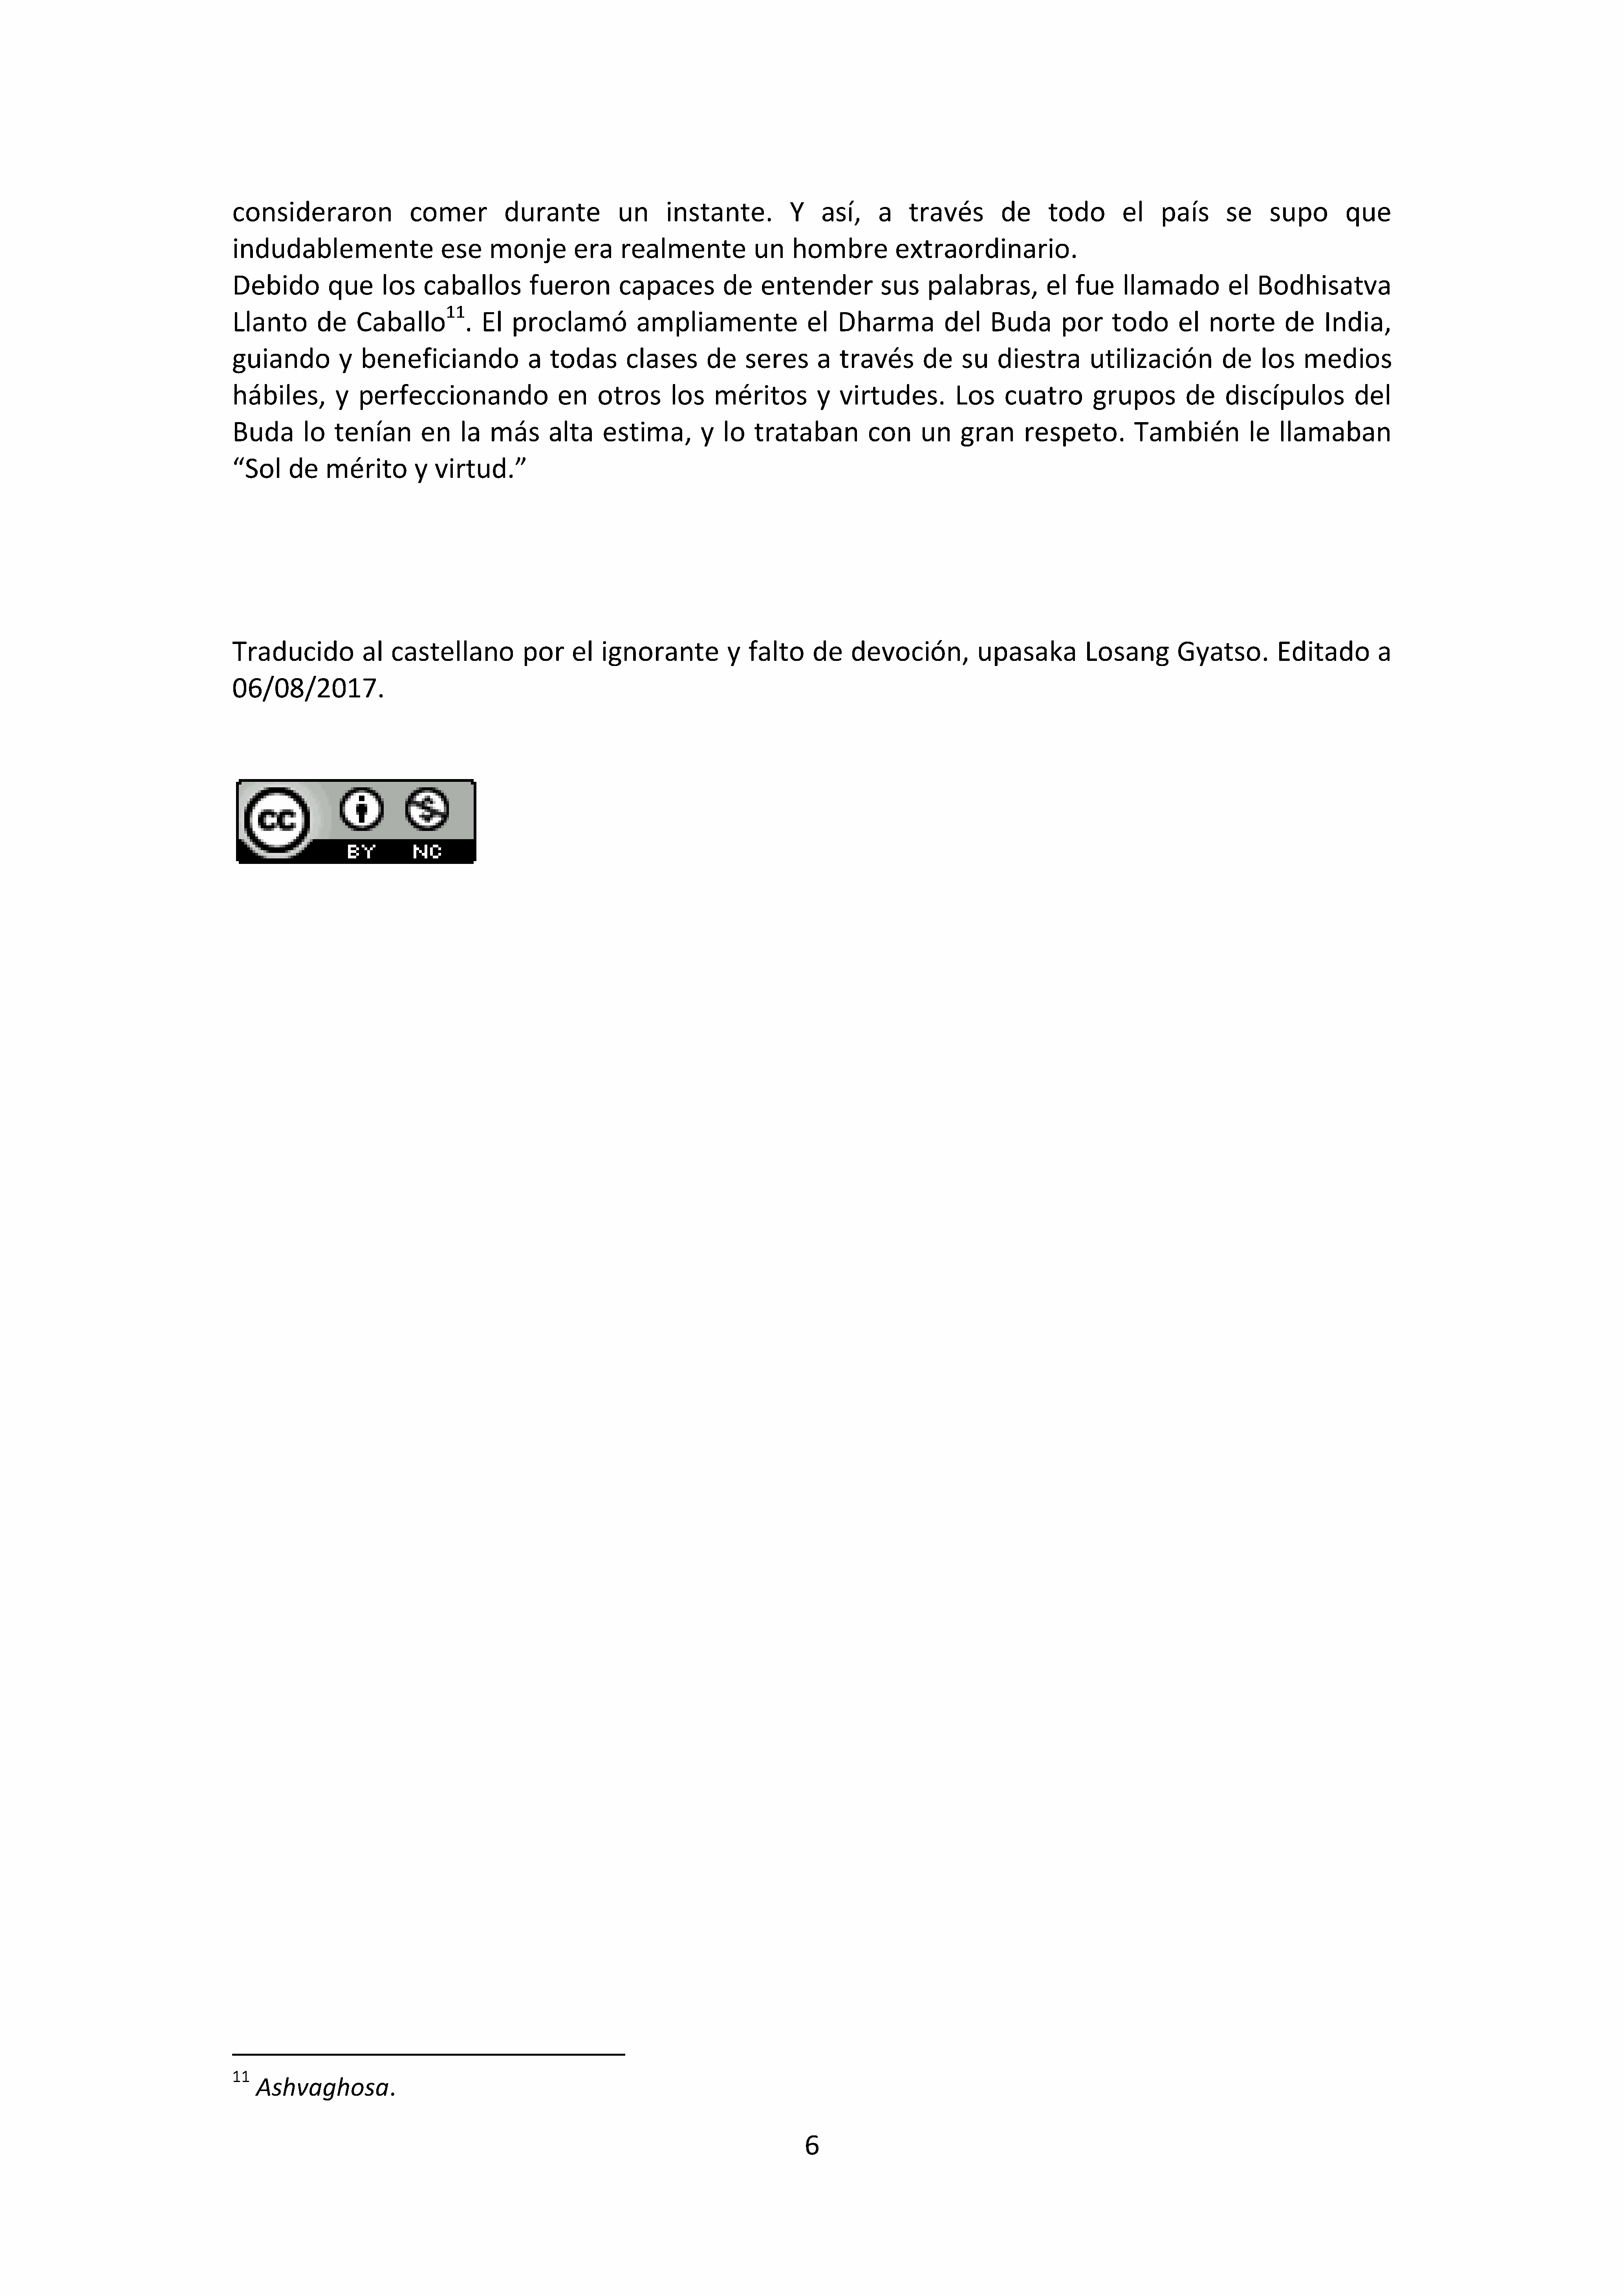 consideraron comer durante un instante. Y así, a través de todo el país se supo que
indudablemente ese monje era realmente un hombre extraordinario.
Debido que los caballos fueron capaces de entender sus palabras, el fue llamado el Bodhisatva
Llanto de Caballo11. El proclamó ampliamente el Dharma del Buda por todo el norte de India,
guiando y beneficiando a todas clases de seres a través de su diestra utilización de los medios
hábiles, y perfeccionando en otros los méritos y virtudes. Los cuatro grupos de discípulos del
Buda lo tenían en la más alta estima, y lo trataban con un gran respeto. También le llamaban
“Sol de mérito y virtud.”
Traducido al castellano por el ignorante y falto de devoción, upasaka Losang Gyatso. Editado a
06/08/2017.
cc
BY NC
11 Ashvaghosa.
6